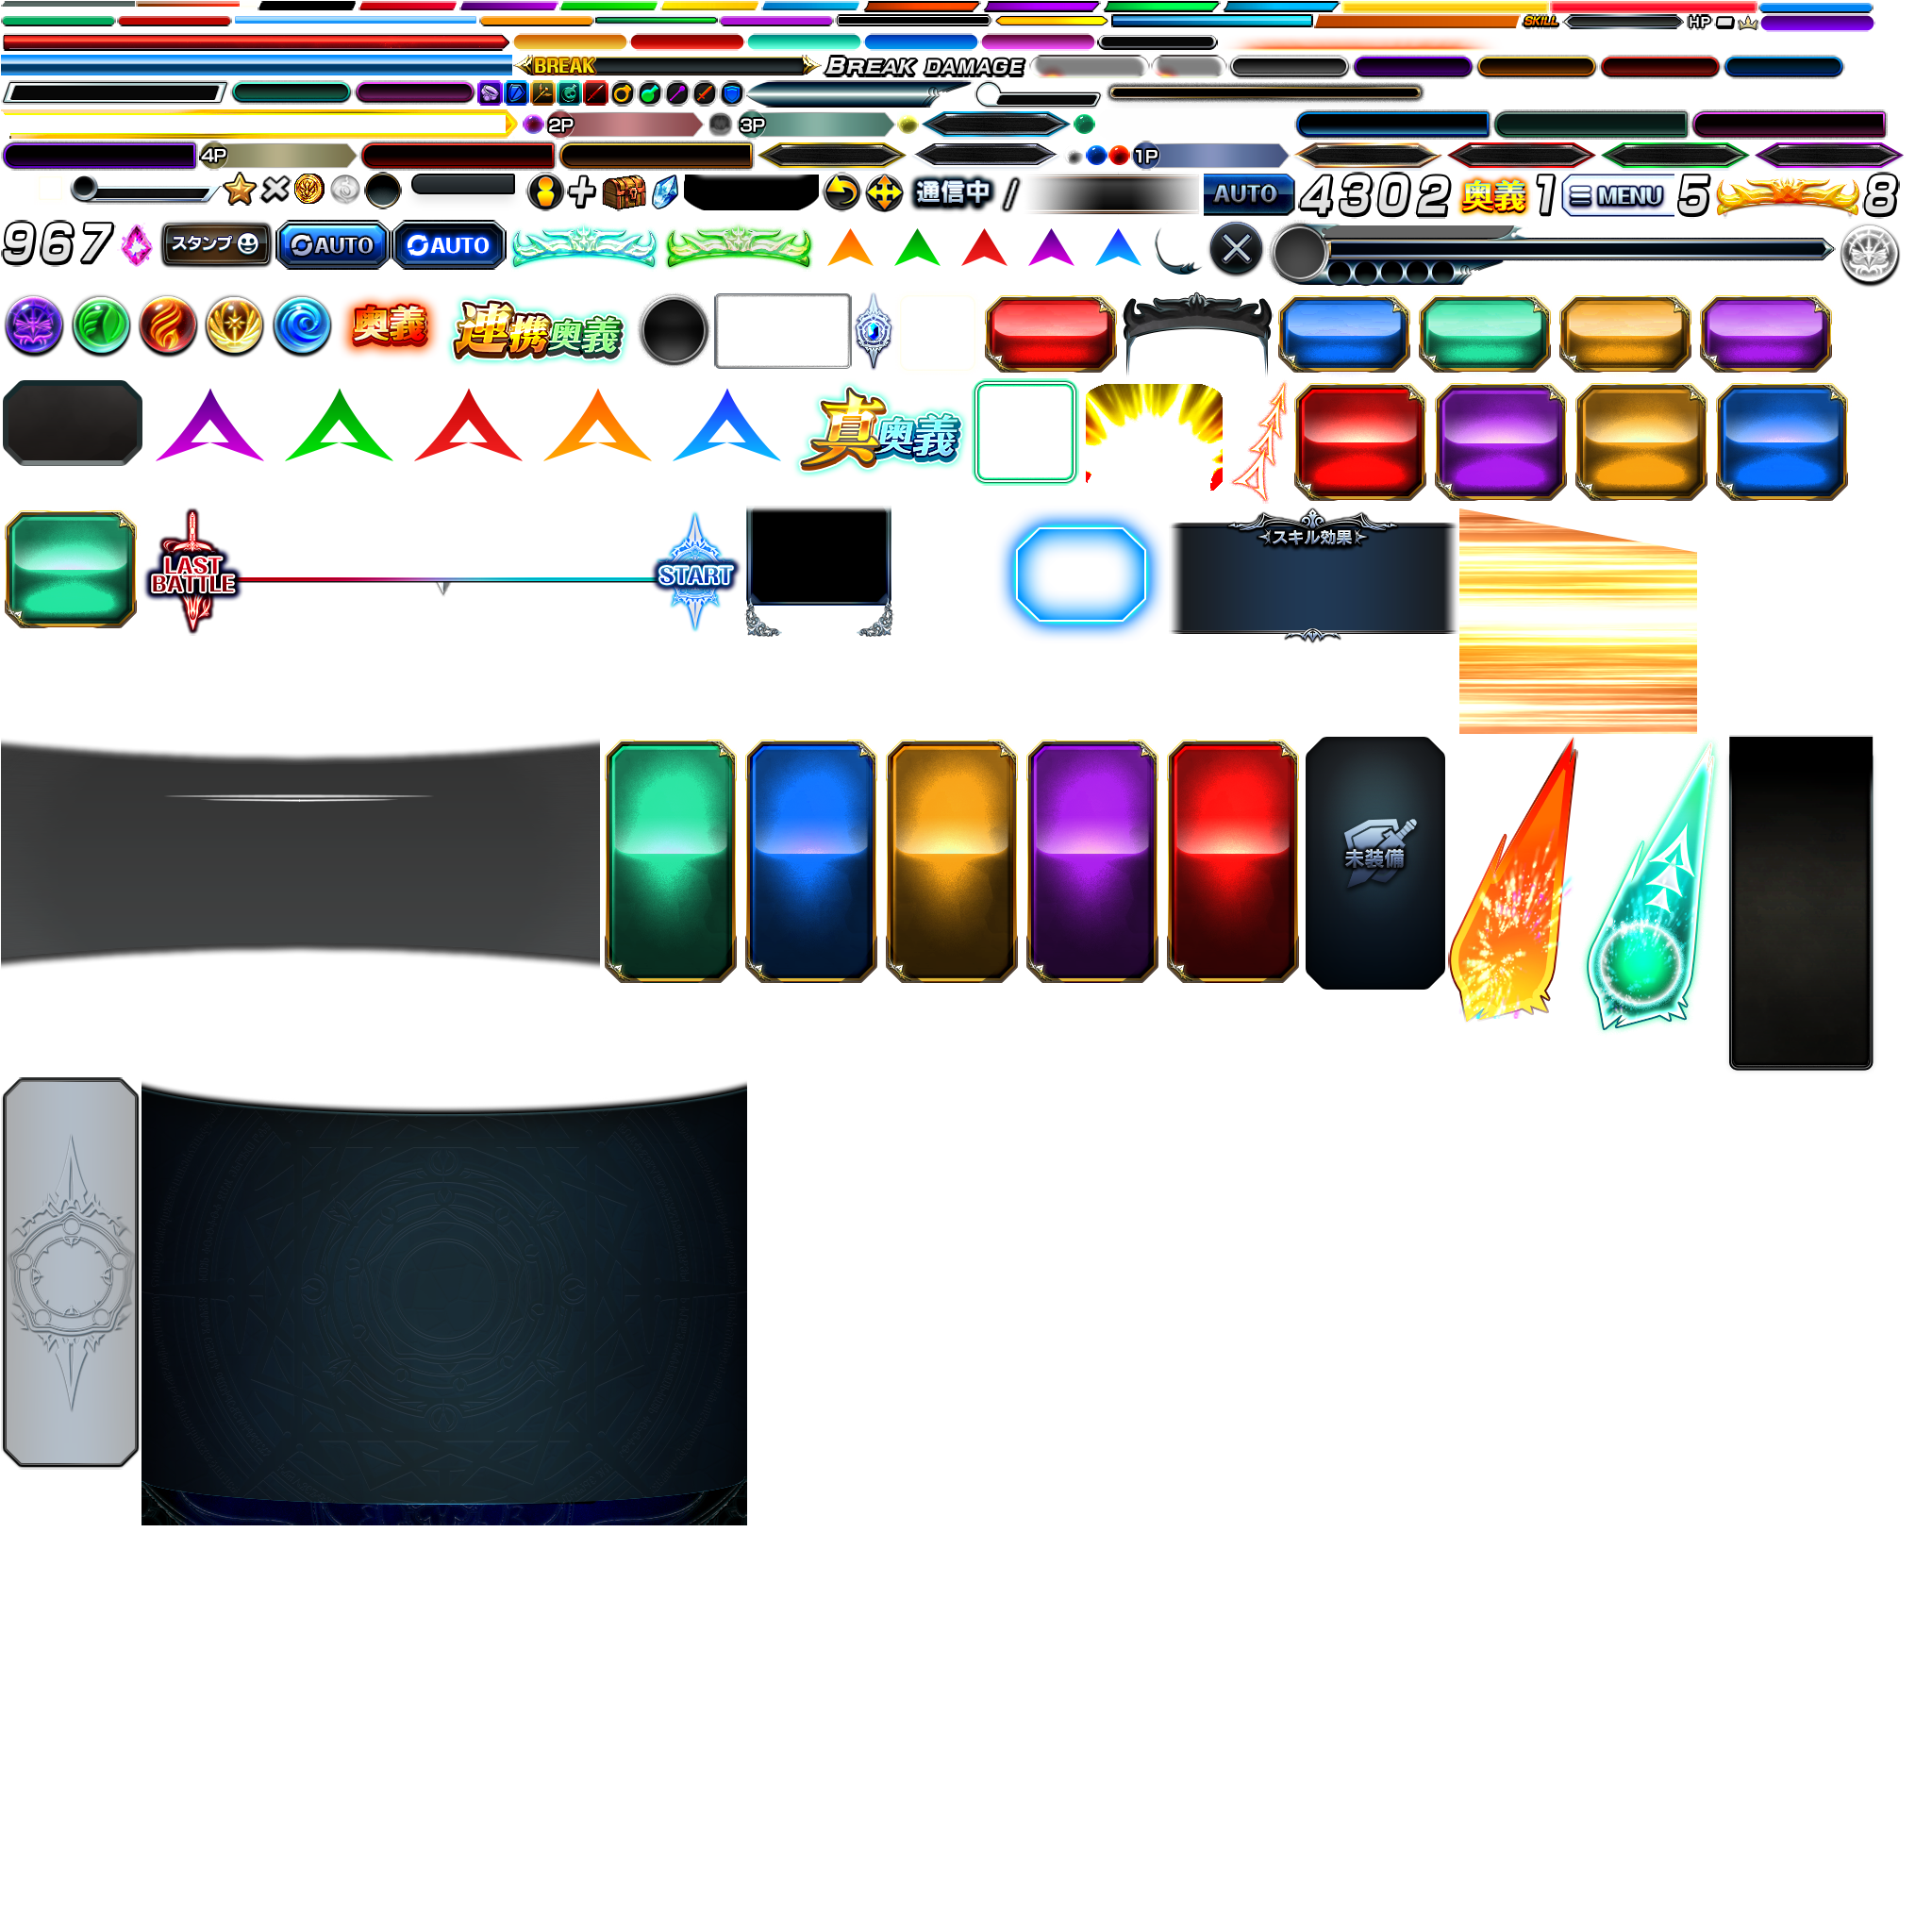 SKILL
HP
BREAK
BREAK DAMAGE
2P
3P
4P
1P
通信中
/
AUTO
4302
奥義
1
MENU
5
8
967
スタンプ
AUTO
AUTO
奥義
連携奥義
真奥義
LAST
BATTLE
START
スキル効果
未装備